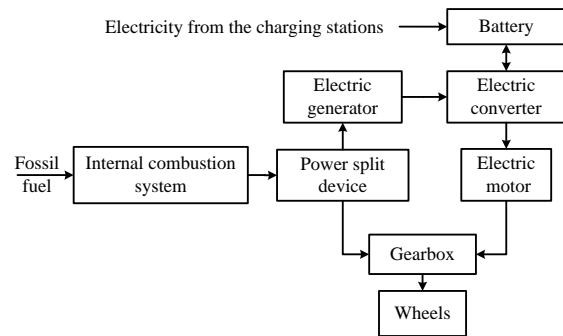 Electricity from the charging stations
Battery
Electric
generator
Electric
converter
Fossil
fuel
Internal combustion
system
Power split
device
Electric
motor
Gearbox
Wheels